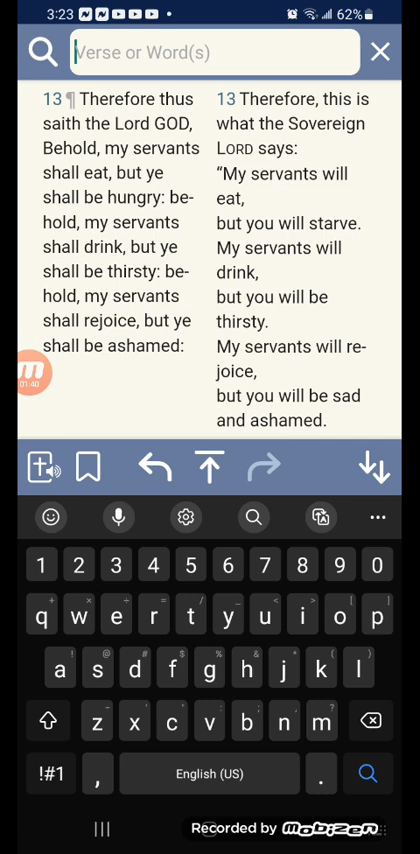 3:23
62%
Verse or Word(s)
13 ¶ Therefore thus
saith the Lord GOD,
Behold, my servants
shall eat, but ye
shall be hungry: be-
hold, my servants
shall drink, but ye
shall be thirsty: be-
hold, my servants
shall rejoice, but ye
shall be ashamed:
13 Therefore, this is
what the Sovereign
LORD says:
“My servants will
eat,
but you will starve.
My servants will
drink,
but you will be
thirsty.
My servants will re-
joice,
but you will be sad
and ashamed.
01:40
1 2 3 4 5 6 7 8 9 0
+ × ÷ = / _ < > [ ]
q w e r t y u i o p
! @ # $ % & * ( )
a s d f g h j k l
- ' " : ; , ?
z x c v b n m
!#1 , English (US) .
Recorded by mobizen